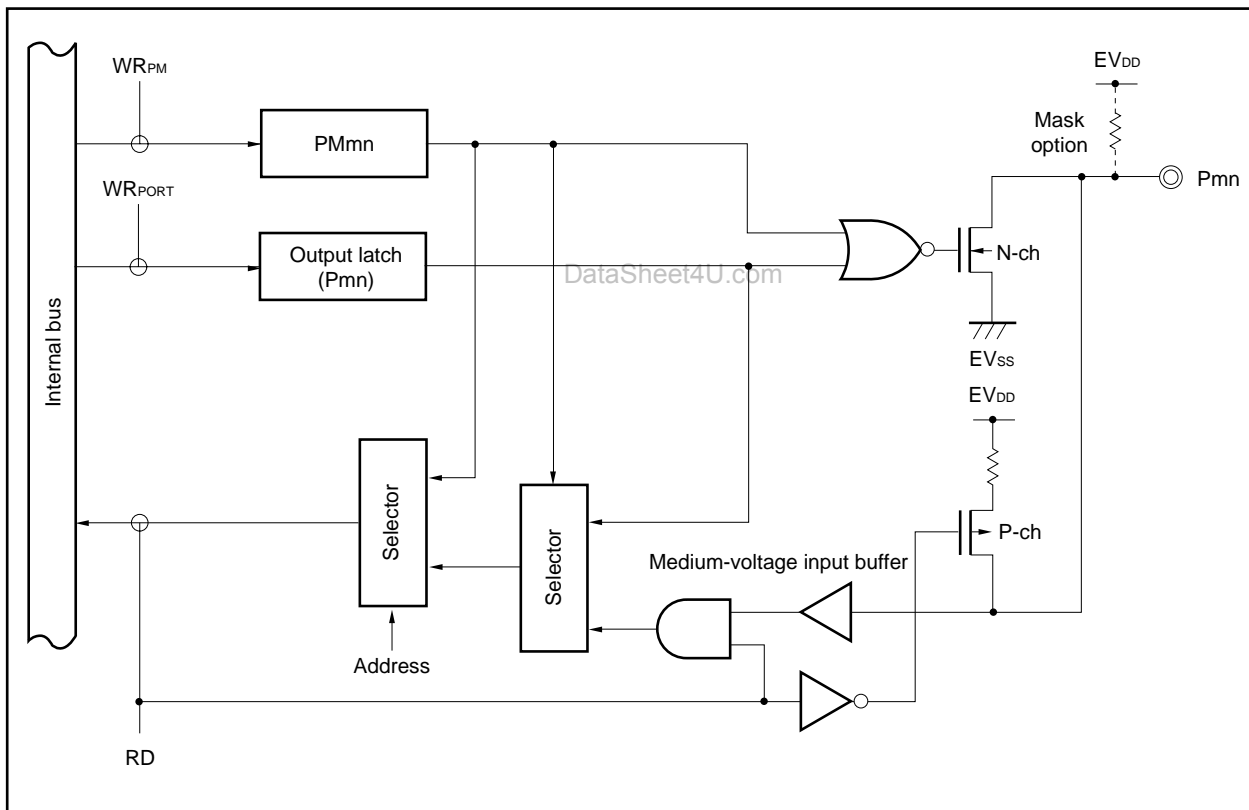 WRPM
EVDD
Mask
option
PMmn
Pmn
WRPORT
Output latch
(Pmn)
N-ch
DataSheet4U.com
EVSS
EVDD
Internal bus
Selector
Selector
P-ch
Medium-voltage input buffer
Address
RD